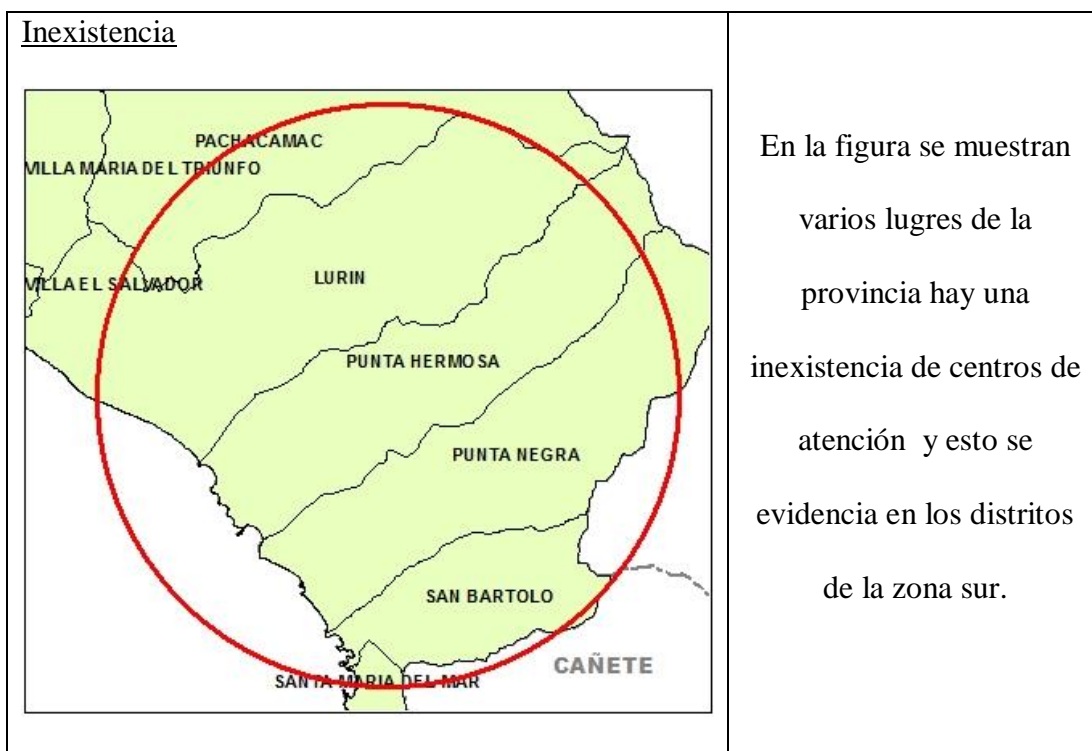 Inexistencia
PACHACAMAC
VILLA MARIA DEL TRIUNFO
VILLA EL SALVADOR
LURIN
PUNTA HERMOSA
PUNTA NEGRA
SAN BARTOLO
CAÑETE
SANTA MARIA DEL MAR
En la figura se muestran
varios lugres de la
provincia hay una
inexistencia de centros de
atención y esto se
evidencia en los distritos
de la zona sur.